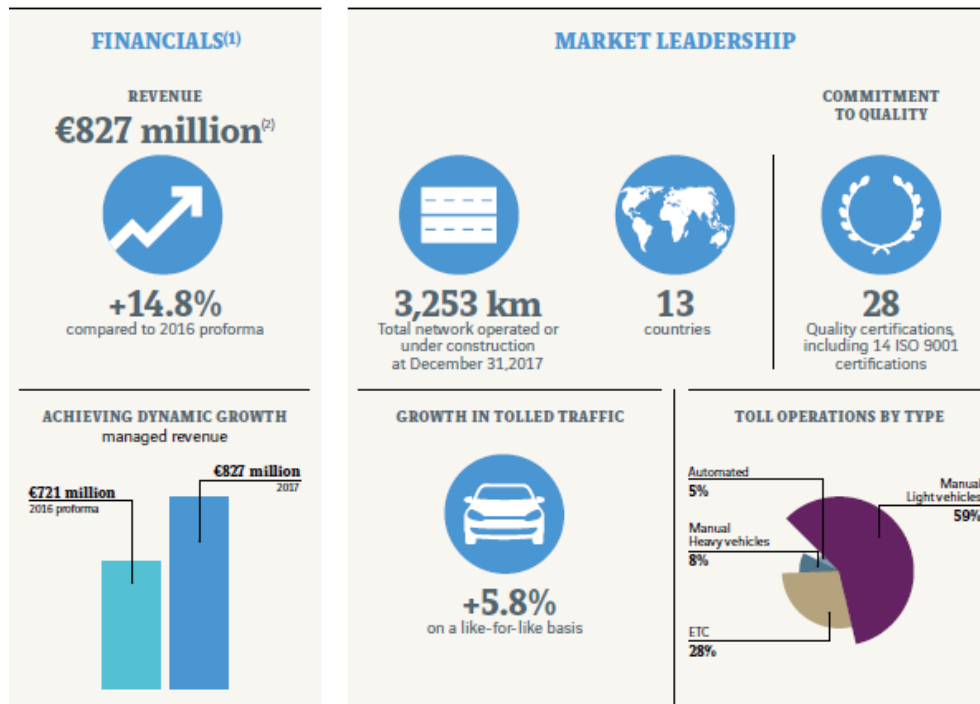 FINANCIALS(1)
REVENUE
€827 million(2)
+14.8%
compared to 2016 proforma
ACHIEVING DYNAMIC GROWTH
managed revenue
€827 million
2017
€721 million
2016 proforma
MARKET LEADERSHIP
3,253 km
Total network operated or
under construction
at December 31,2017
13
countries
COMMITMENT
TO QUALITY
28
Quality certifications,
including 14 ISO 9001
certifications
GROWTH IN TOLLED TRAFFIC
+5.8%
on a like-for-like basis
TOLL OPERATIONS BY TYPE
Automated
5%
Manual
Light vehicles
59%
Manual
Heavy vehicles
8%
ETC
28%